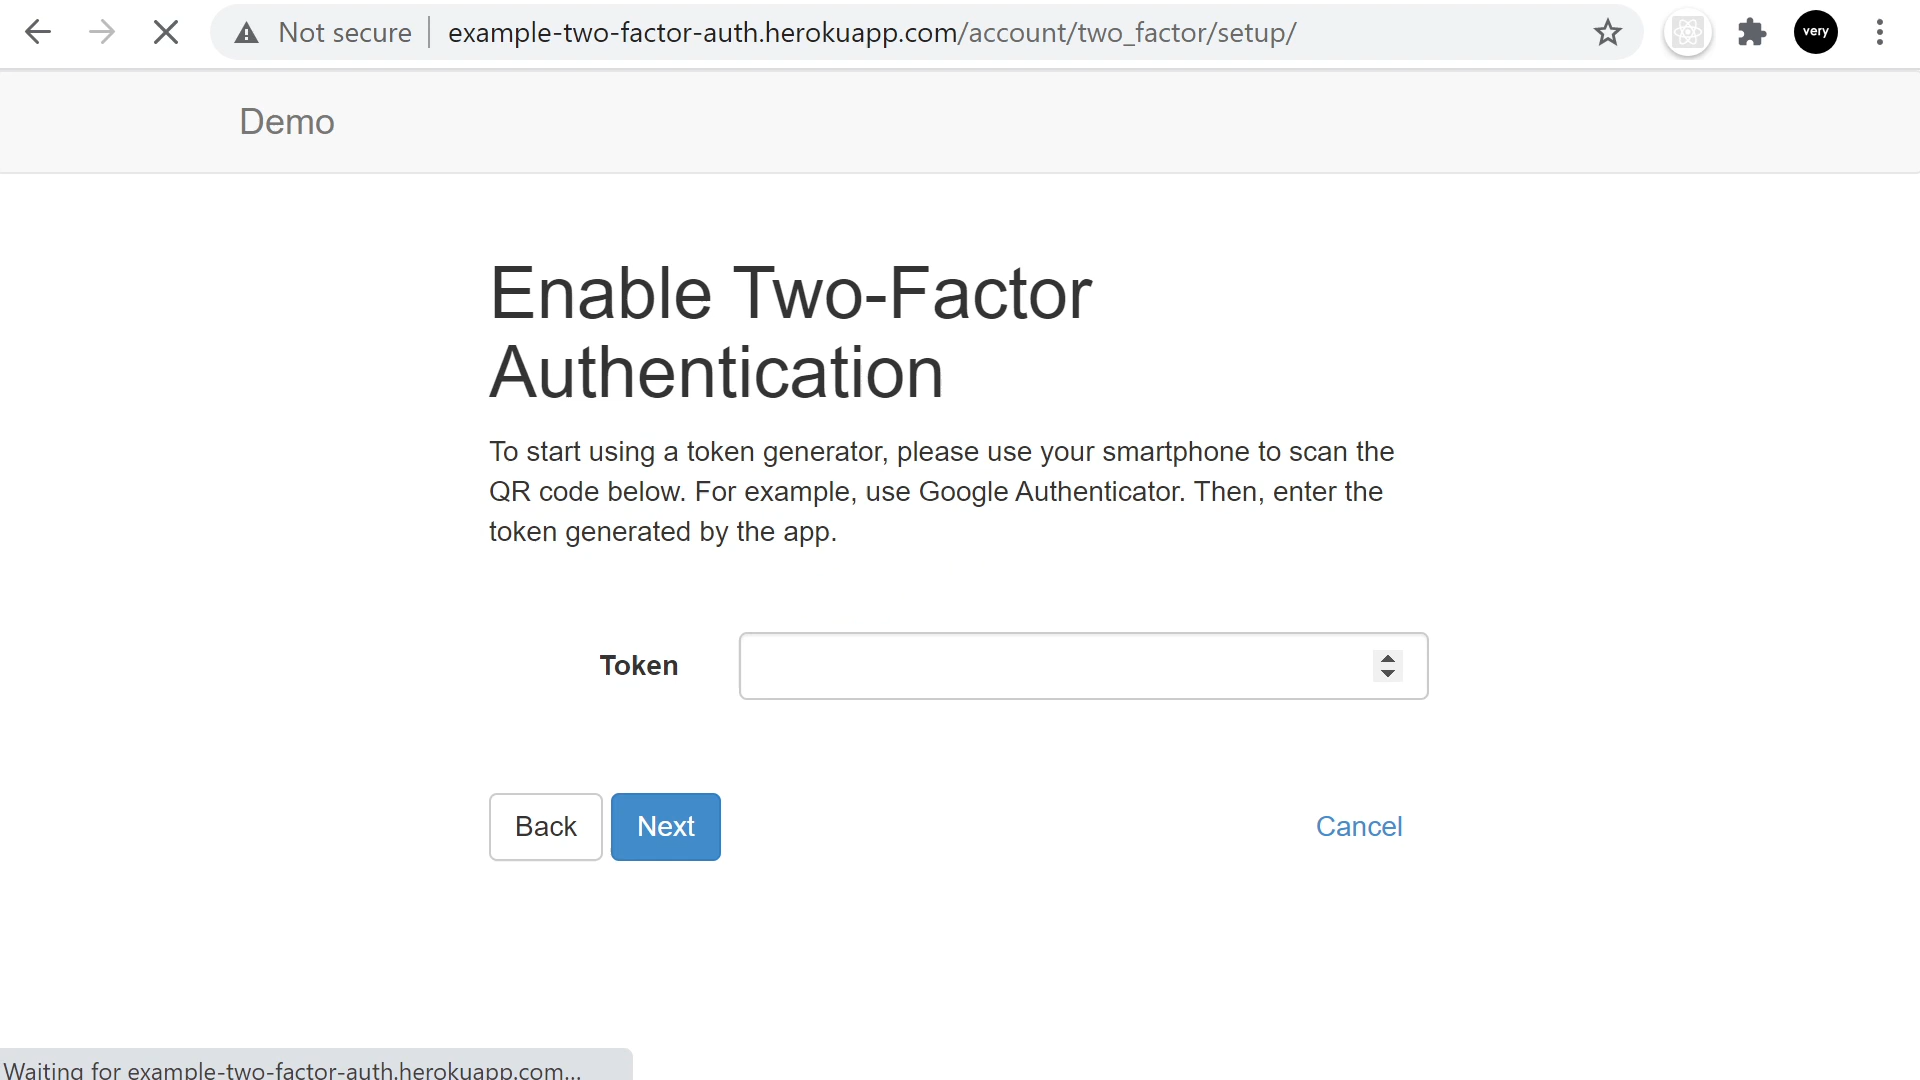 Not secure example-two-factor-auth.herokuapp.com/account/two_factor/setup/
very
Demo
Enable Two-Factor
Authentication
To start using a token generator, please use your smartphone to scan the
QR code below. For example, use Google Authenticator. Then, enter the
token generated by the app.
Token
Back Next Cancel
Waiting for example-two-factor-auth.herokuapp.com...